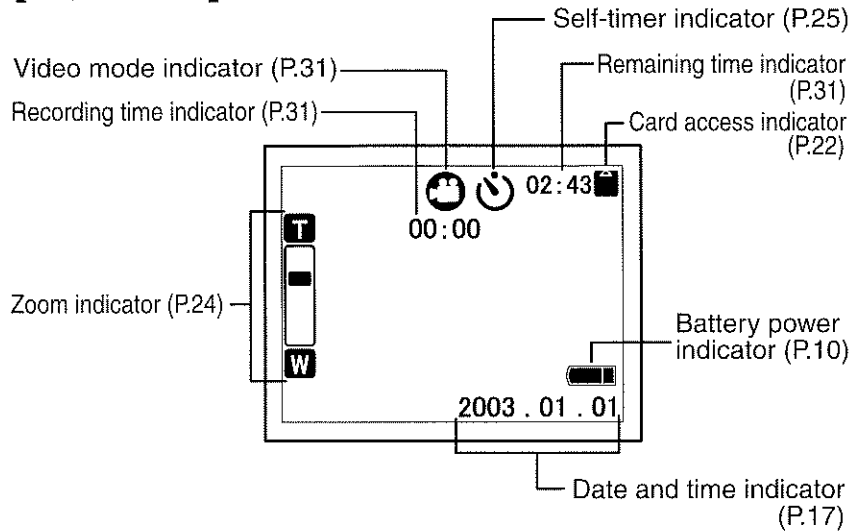 Self-timer indicator (P.25)
Video mode indicator (P.31)
Remaining time indicator
(P.31)
Recording time indicator (P.31)
Card access indicator
(P.22)
02:43
00:00
T
Zoom indicator (P.24)
W
Battery power
indicator (P.10)
2003 . 01 . 01
Date and time indicator
(P.17)